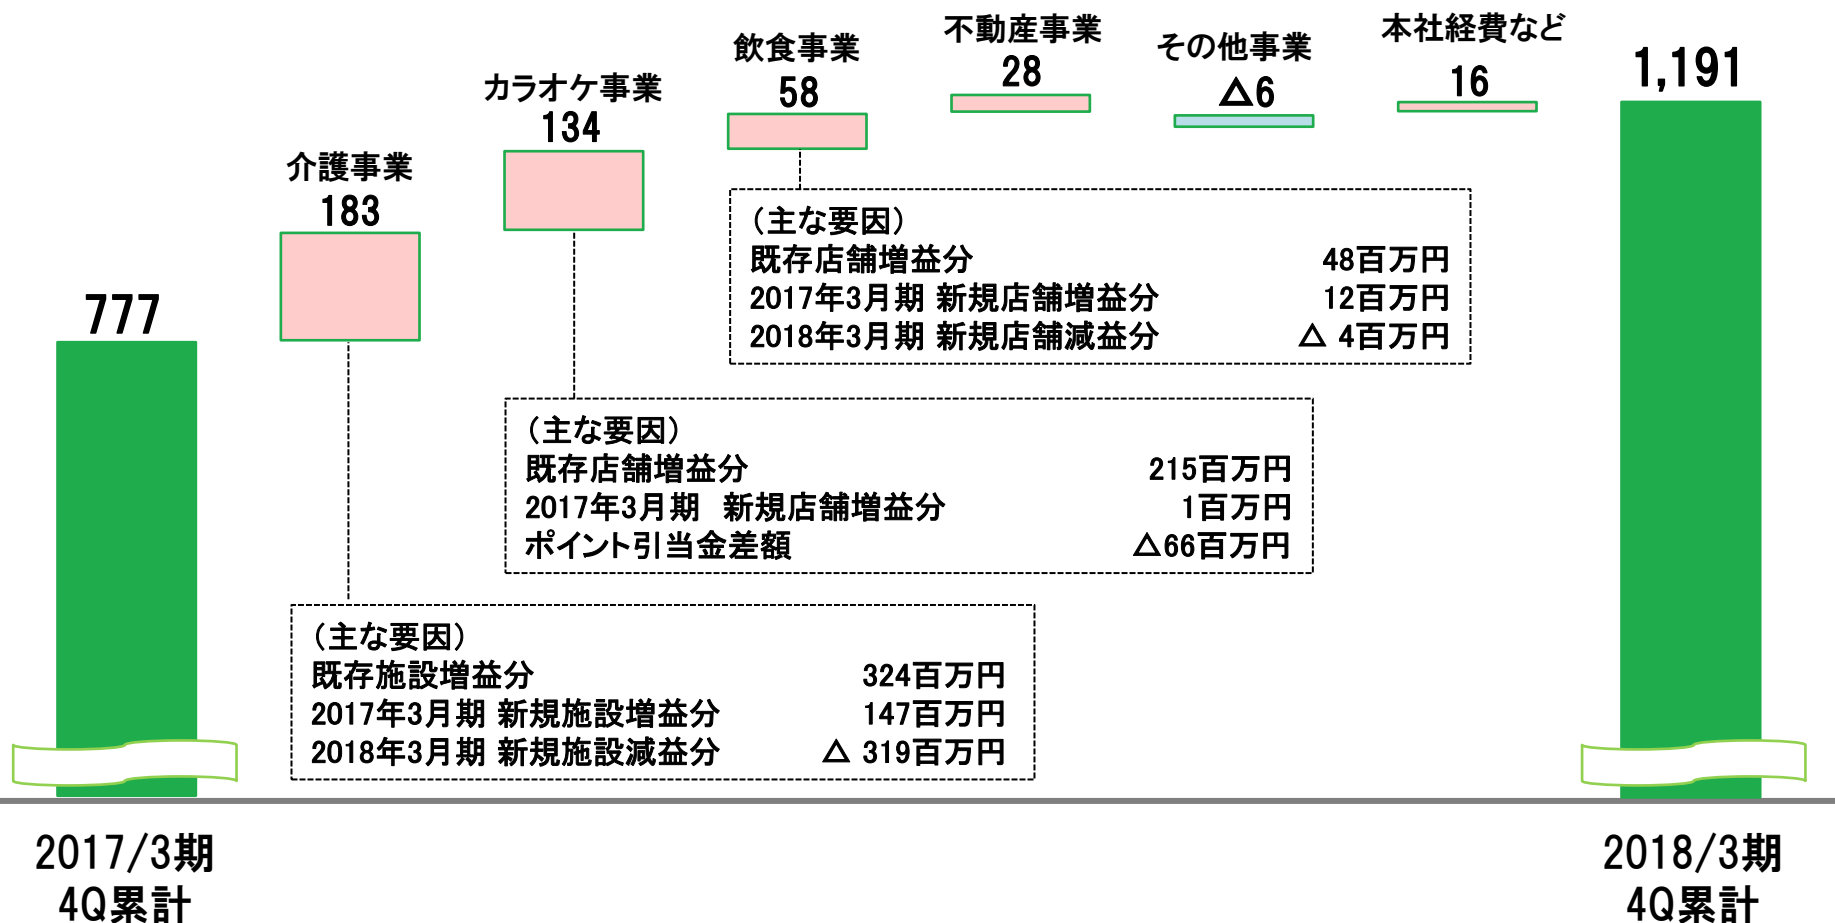 777
介護事業
183
カラオケ事業
134
飲食事業
58
不動産事業
28
その他事業
△6
本社経費など
16
1,191
（主な要因）
既存店舗増益分 48百万円
2017年3月期 新規店舗増益分 12百万円
2018年3月期 新規店舗減益分 △ 4百万円
（主な要因）
既存店舗増益分 215百万円
2017年3月期　新規店舗増益分 1百万円
ポイント引当金差額 △66百万円
（主な要因）
既存施設増益分 324百万円
2017年3月期 新規施設増益分 147百万円
2018年3月期 新規施設減益分 △ 319百万円
2017/3期
4Q累計
2018/3期
4Q累計